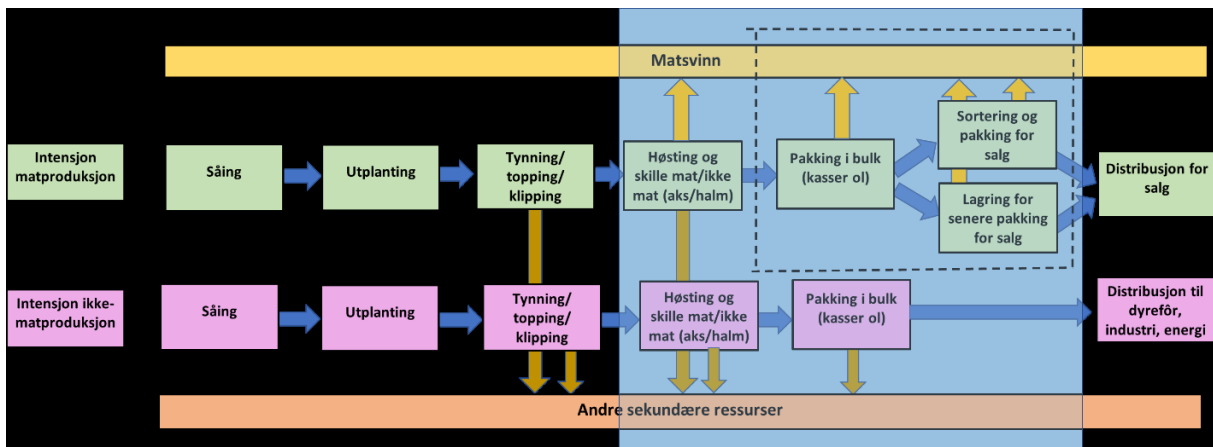 Matsvinn
Intensjon
matproduksjon
Såing
Utplanting
Tynning/
topping/
klipping
Høsting og
skille mat/ikke
mat (aks/halm)
Pakking i bulk
(kasser ol)
Sortering og
pakking for
salg
Lagring for
senere pakking
for salg
Distribusjon for
salg
Intensjon ikke-
matproduksjon
Såing
Utplanting
Tynning/
topping/
klipping
Høsting og
skille mat/ikke
mat (aks/halm)
Pakking i bulk
(kasser ol)
Distribusjon til
dyrefôr,
industri, energi
Andre sekundære ressurser